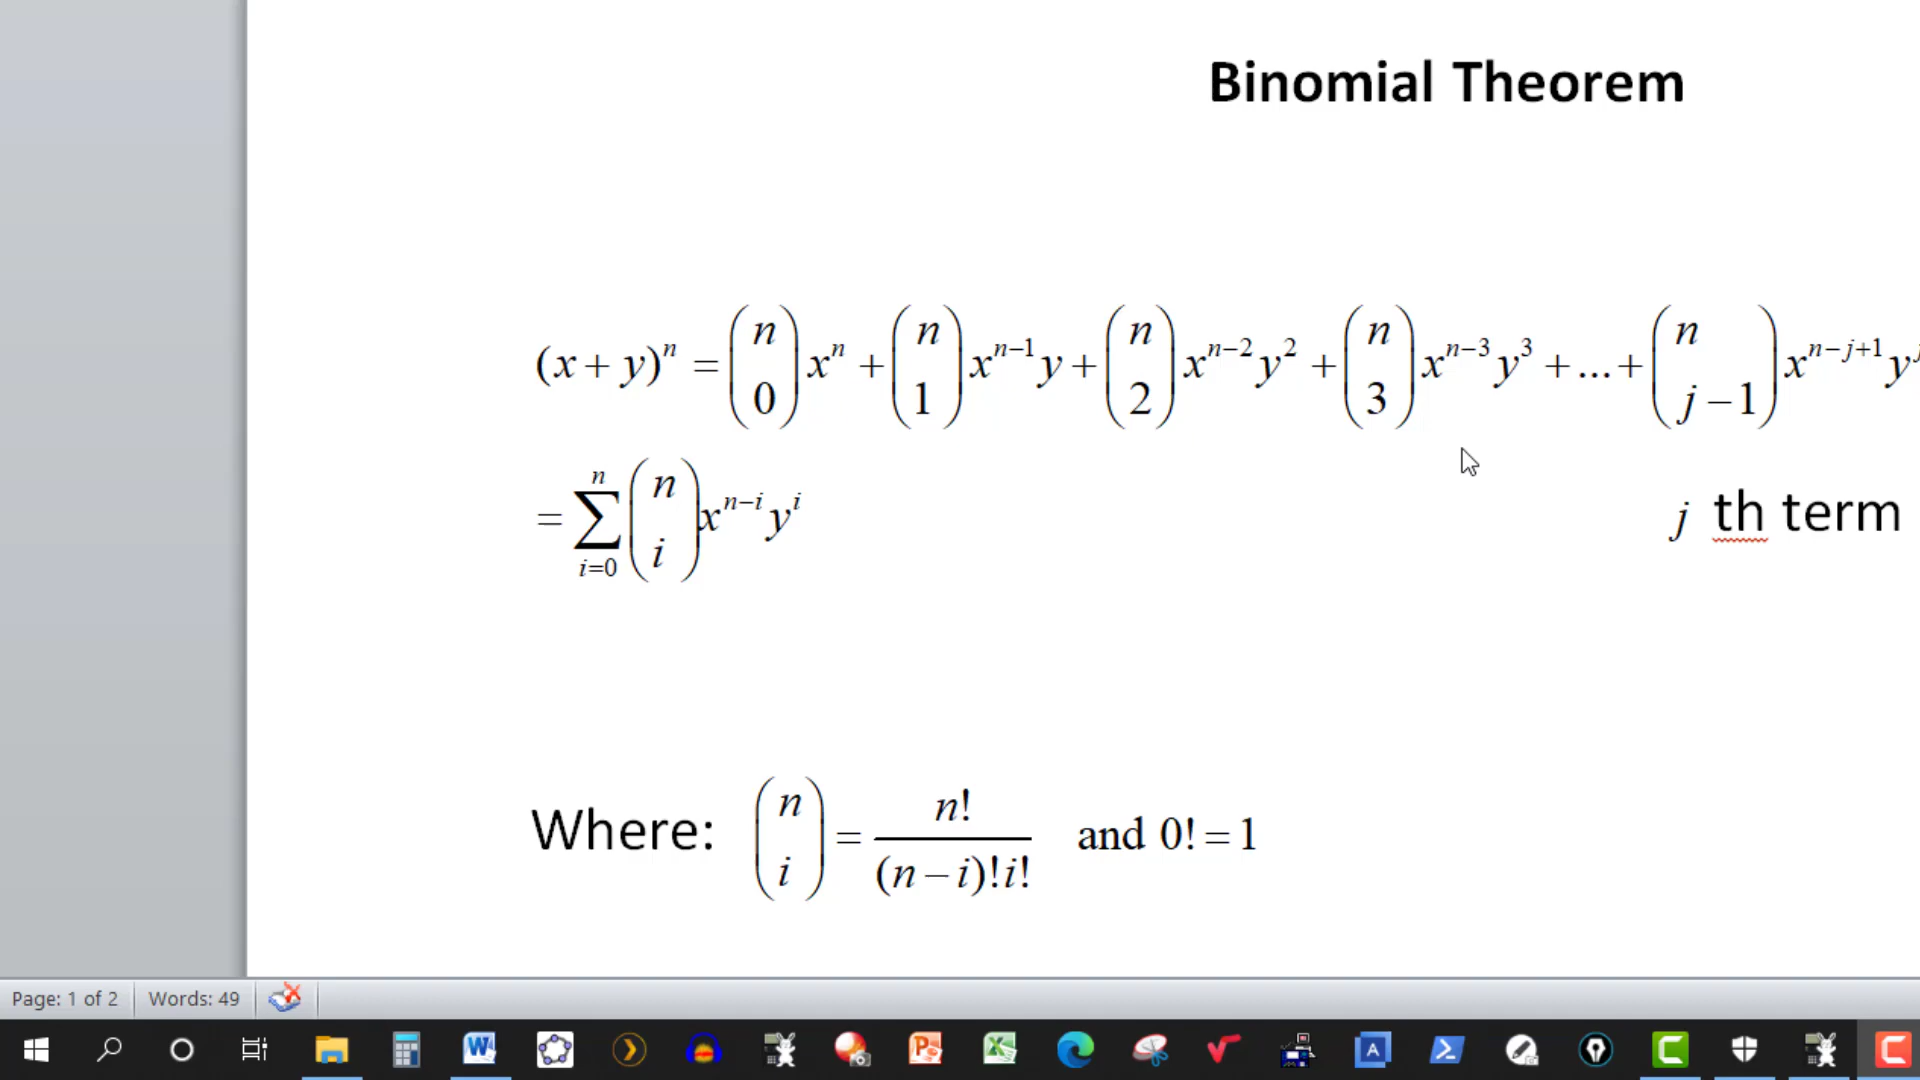 Binomial Theorem
(x + y)^n = (n 0) x^n + (n 1) x^{n−1} y + (n 2) x^{n−2} y^2 + (n 3) x^{n−3} y^3 + ... + (n j − 1) x^{n−j+1} y^j
= ∑_{i=0}^{n} (n i) x^{n−i} y^i
j th term
Where: (n i) = n! / (n − i)! i! and 0! = 1
Page: 1 of 2 Words: 49